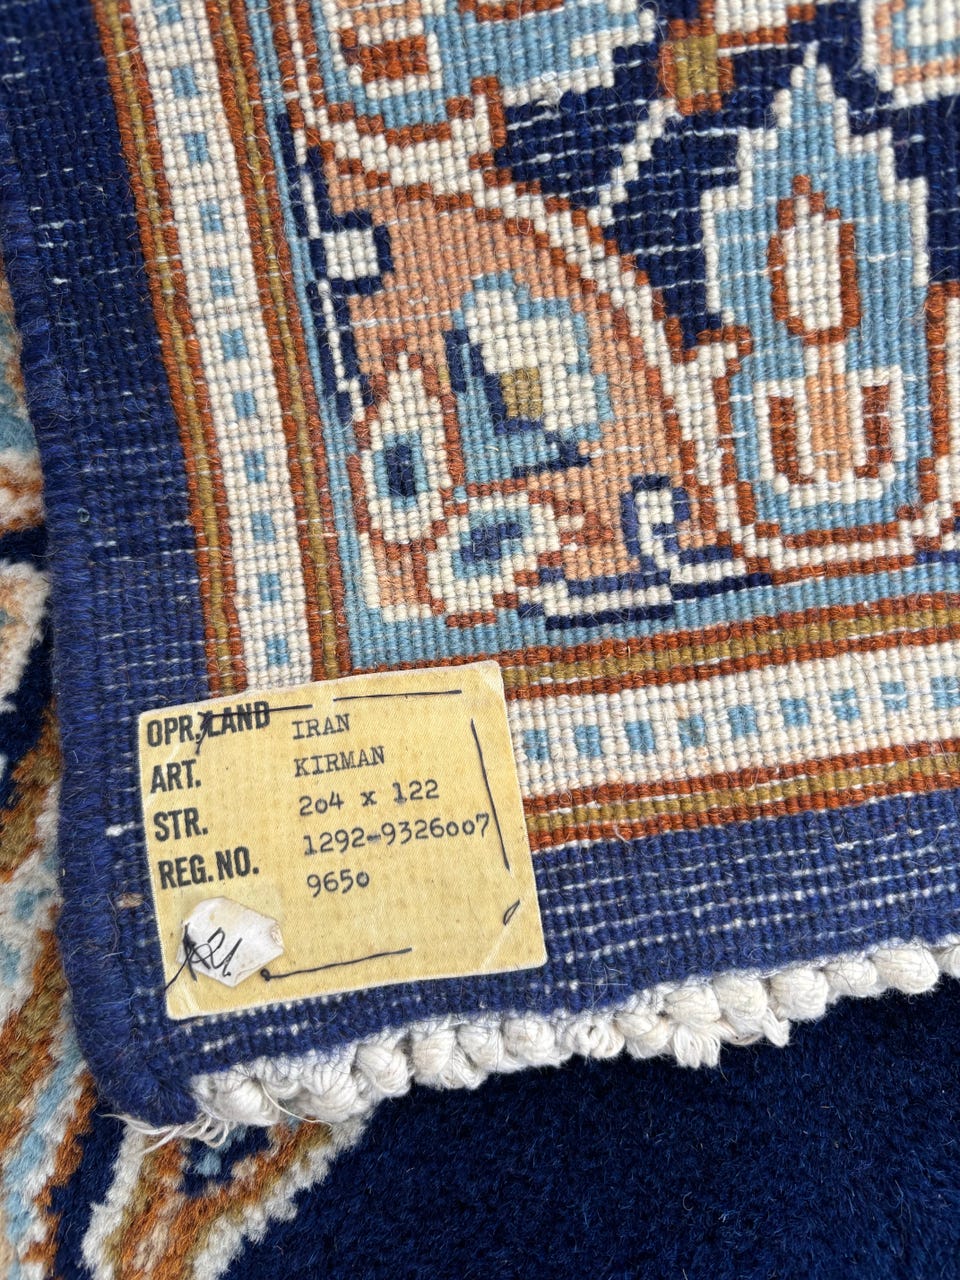 OPR.LAND IRAN
ART. KIRMAN
STR. 204 x 122
REG.NO. 1292-9326007
9650